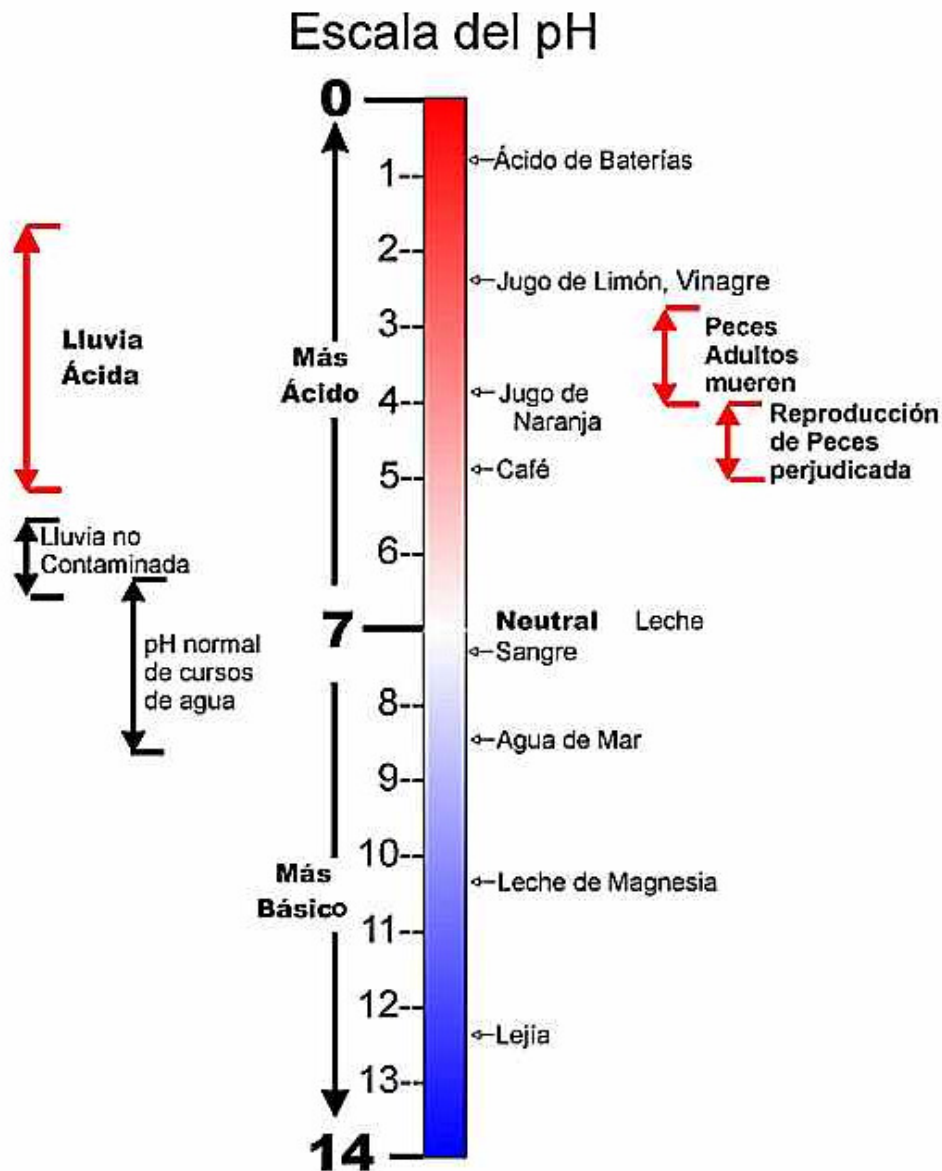 Escala del pH
0
Ácido de Baterías
1--
2--
Jugo de Limón, Vinagre
3--
Peces
Adultos
mueren
Lluvia
Ácida
Más
Ácido
4--
Jugo de
Naranja
Reproducción
de Peces
perjudicada
5--
Café
Lluvia no
Contaminada
6--
7
Neutral Leche
Sangre
pH normal
de cursos
de agua
8--
Agua de Mar
9--
10--
Leche de Magnesia
Más
Básico
11--
12--
Lejía
13--
14